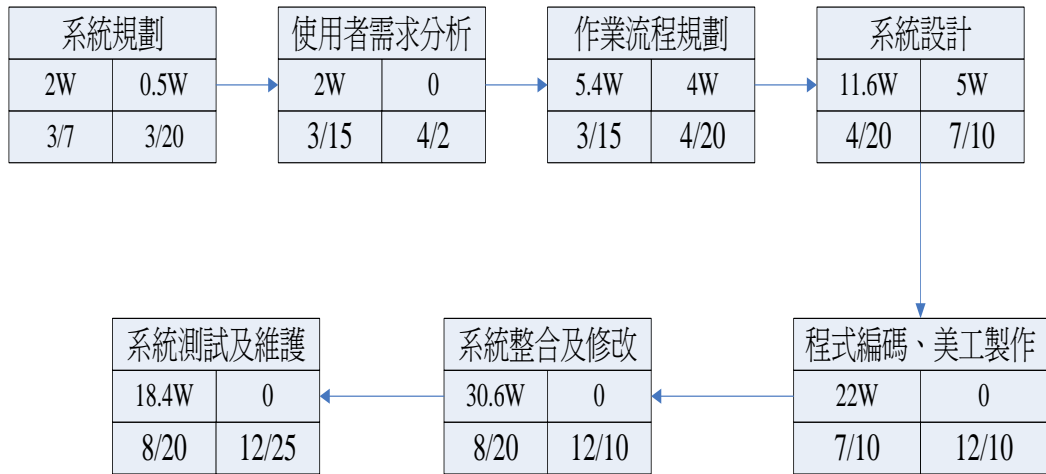 系統規劃
2W 0.5W
3/7 3/20
使用者需求分析
2W 0
3/15 4/2
作業流程規劃
5.4W 4W
3/15 4/20
系統設計
11.6W 5W
4/20 7/10
程式編碼、美工製作
22W 0
7/10 12/10
系統整合及修改
30.6W 0
8/20 12/10
系統測試及維護
18.4W 0
8/20 12/25